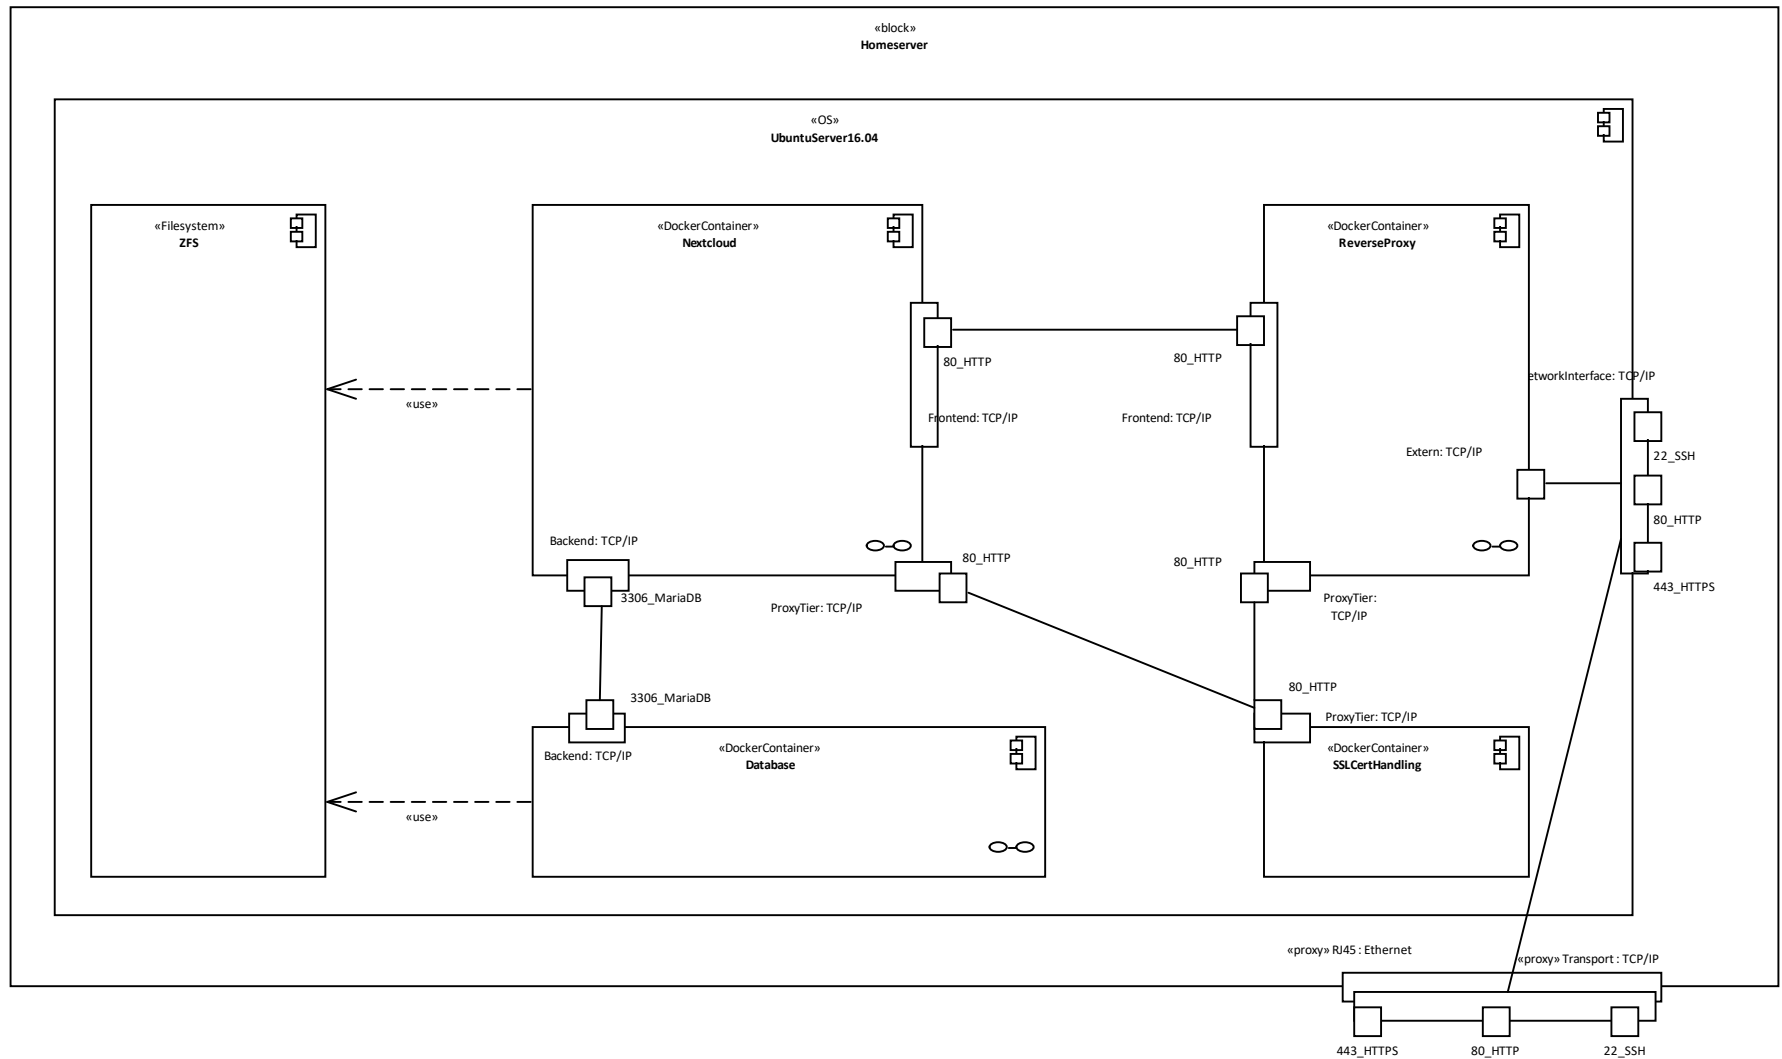 «block»
Homeserver
«OS»
UbuntuServer16.04
«Filesystem»
ZFS
«DockerContainer»
Nextcloud
«DockerContainer»
ReverseProxy
80_HTTP
80_HTTP
etworkInterface: TCP/IP
«use»
Frontend: TCP/IP
Frontend: TCP/IP
Extern: TCP/IP
22_SSH
80_HTTP
Backend: TCP/IP
80_HTTP
80_HTTP
443_HTTPS
3306_MariaDB
ProxyTier: TCP/IP
ProxyTier:
TCP/IP
3306_MariaDB
80_HTTP
ProxyTier: TCP/IP
Backend: TCP/IP
«DockerContainer»
Database
«DockerContainer»
SSLCertHandling
«use»
«proxy» RJ45 : Ethernet
«proxy» Transport : TCP/IP
443_HTTPS
80_HTTP
22_SSH